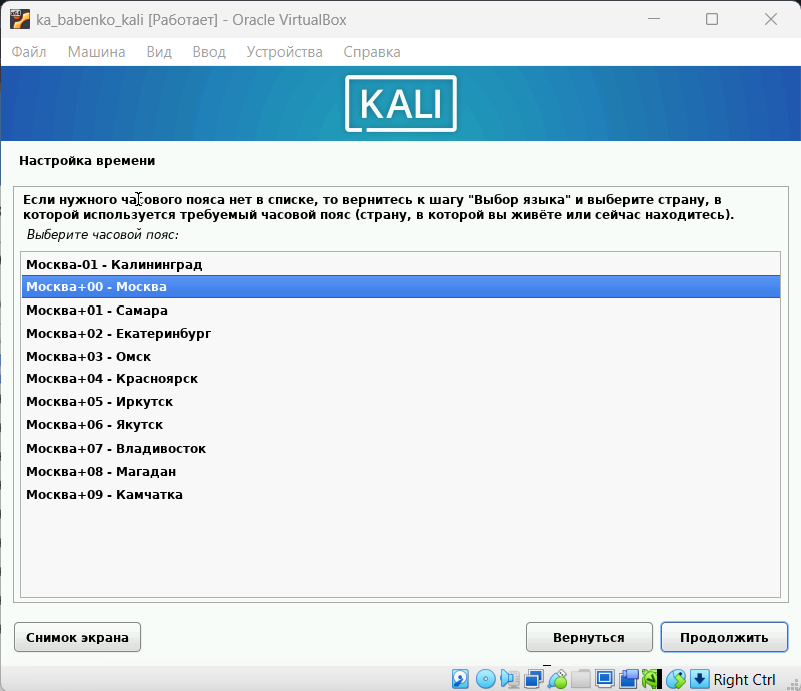 ka_babenko_kali [Работает] - Oracle VirtualBox
Файл Машина Вид Ввод Устройства Справка
KALI
Настройка времени
Если нужного часового пояса нет в списке, то вернитесь к шагу "Выбор языка" и выберите страну, в
которой используется требуемый часовой пояс (страну, в которой вы живёте или сейчас находитесь).
Выберите часовой пояс:
Москва-01 - Калининград
Москва+00 - Москва
Москва+01 - Самара
Москва+02 - Екатеринбург
Москва+03 - Омск
Москва+04 - Красноярск
Москва+05 - Иркутск
Москва+06 - Якутск
Москва+07 - Владивосток
Москва+08 - Магадан
Москва+09 - Камчатка
Снимок экрана Вернуться Продолжить
Right Ctrl